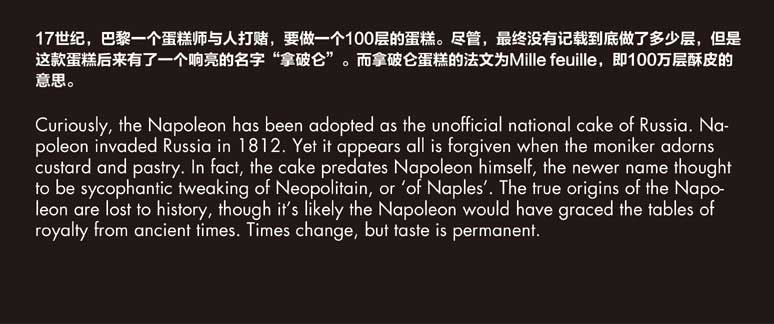 17世纪，巴黎一个蛋糕师与人打赌，要做一个100层的蛋糕。尽管，最终没有记载到底做了多少层，但是
这款蛋糕后来有了一个响亮的名字“拿破仑”。而拿破仑蛋糕的法文为Mille feuille，即100万层酥皮的
意思。
Curiously, the Napoleon has been adopted as the unofficial national cake of Russia. Na-
poleon invaded Russia in 1812. Yet it appears all is forgiven when the moniker adorns
custard and pastry. In fact, the cake predates Napoleon himself, the newer name thought
to be sycophantic tweaking of Neopolitain, or ‘of Naples’. The true origins of the Napo-
leon are lost to history, though it’s likely the Napoleon would have graced the tables of
royalty from ancient times. Times change, but taste is permanent.